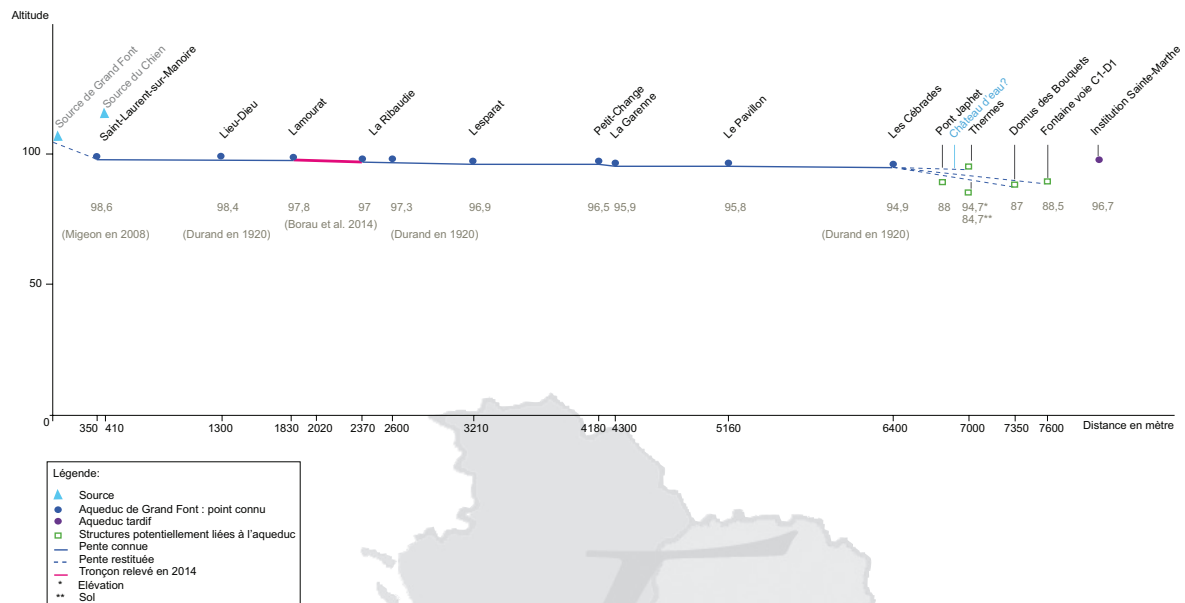 Altitude
Source de Grand Font
Source du Chien
Saint-Laurent-sur-Manoire
Lieu-Dieu
Lamourat
La Ribaudie
Lesparat
Petit-Change
La Garenne
Le Pavillon
Les Cébrades
Pont Japhet
Château d'eau?
Thermes
Domus des Bouquets
Fontaine voie C1-D1
Institution Sainte-Marthe
100
98,6 98,4 97,8 97 97,3 96,9 96,5 95,9 95,8 94,9 88 94,7* 87 88,5 96,7
84,7**
(Migeon en 2008) (Durand en 1920) (Borau et al. 2014) (Durand en 1920) (Durand en 1920)
50
0
350 410 1300 1830 2020 2370 2600 3210 4180 4300 5160 6400 7000 7350 7600 Distance en mètre
Légende:
Source
Aqueduc de Grand Font : point connu
Aqueduc tardif
Structures potentiellement liées à l'aqueduc
Pente connue
Pente restituée
Tronçon relevé en 2014
* Elévation
** Sol